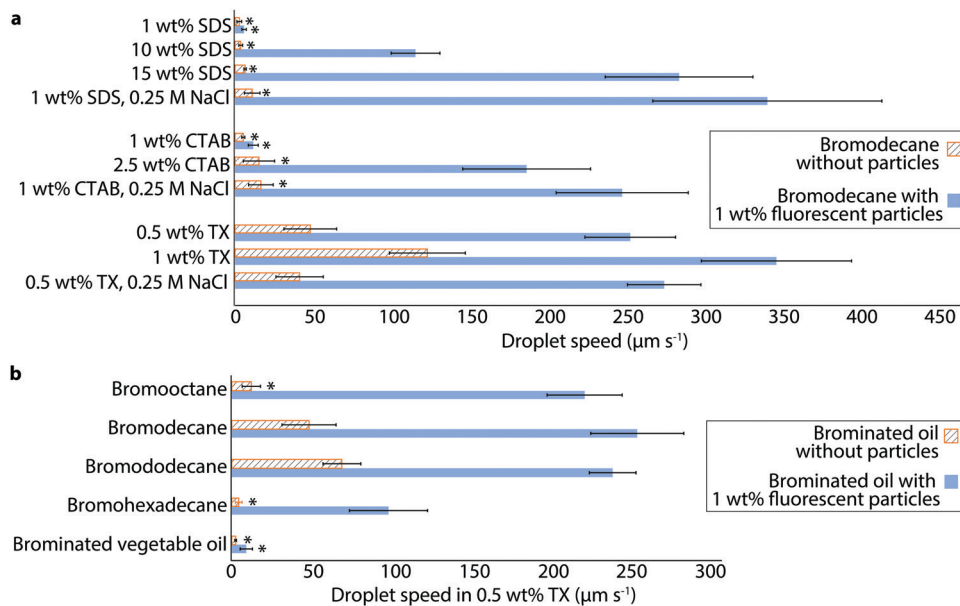 a
1 wt% SDS
*
*
10 wt% SDS
*
15 wt% SDS
*
1 wt% SDS, 0.25 M NaCl
*
1 wt% CTAB
*
*
2.5 wt% CTAB
*
1 wt% CTAB, 0.25 M NaCl
*
0.5 wt% TX
1 wt% TX
0.5 wt% TX, 0.25 M NaCl
0 50 100 150 200 250 300 350 400 450
Droplet speed (μm s⁻¹)
Bromodecane
without particles
Bromodecane with
1 wt% fluorescent particles
b
Bromooctane
*
Bromodecane
Bromododecane
Bromohexadecane
*
Brominated vegetable oil
*
*
0 50 100 150 200 250 300
Droplet speed in 0.5 wt% TX (μm s⁻¹)
Brominated oil
without particles
Brominated oil with
1 wt% fluorescent particles